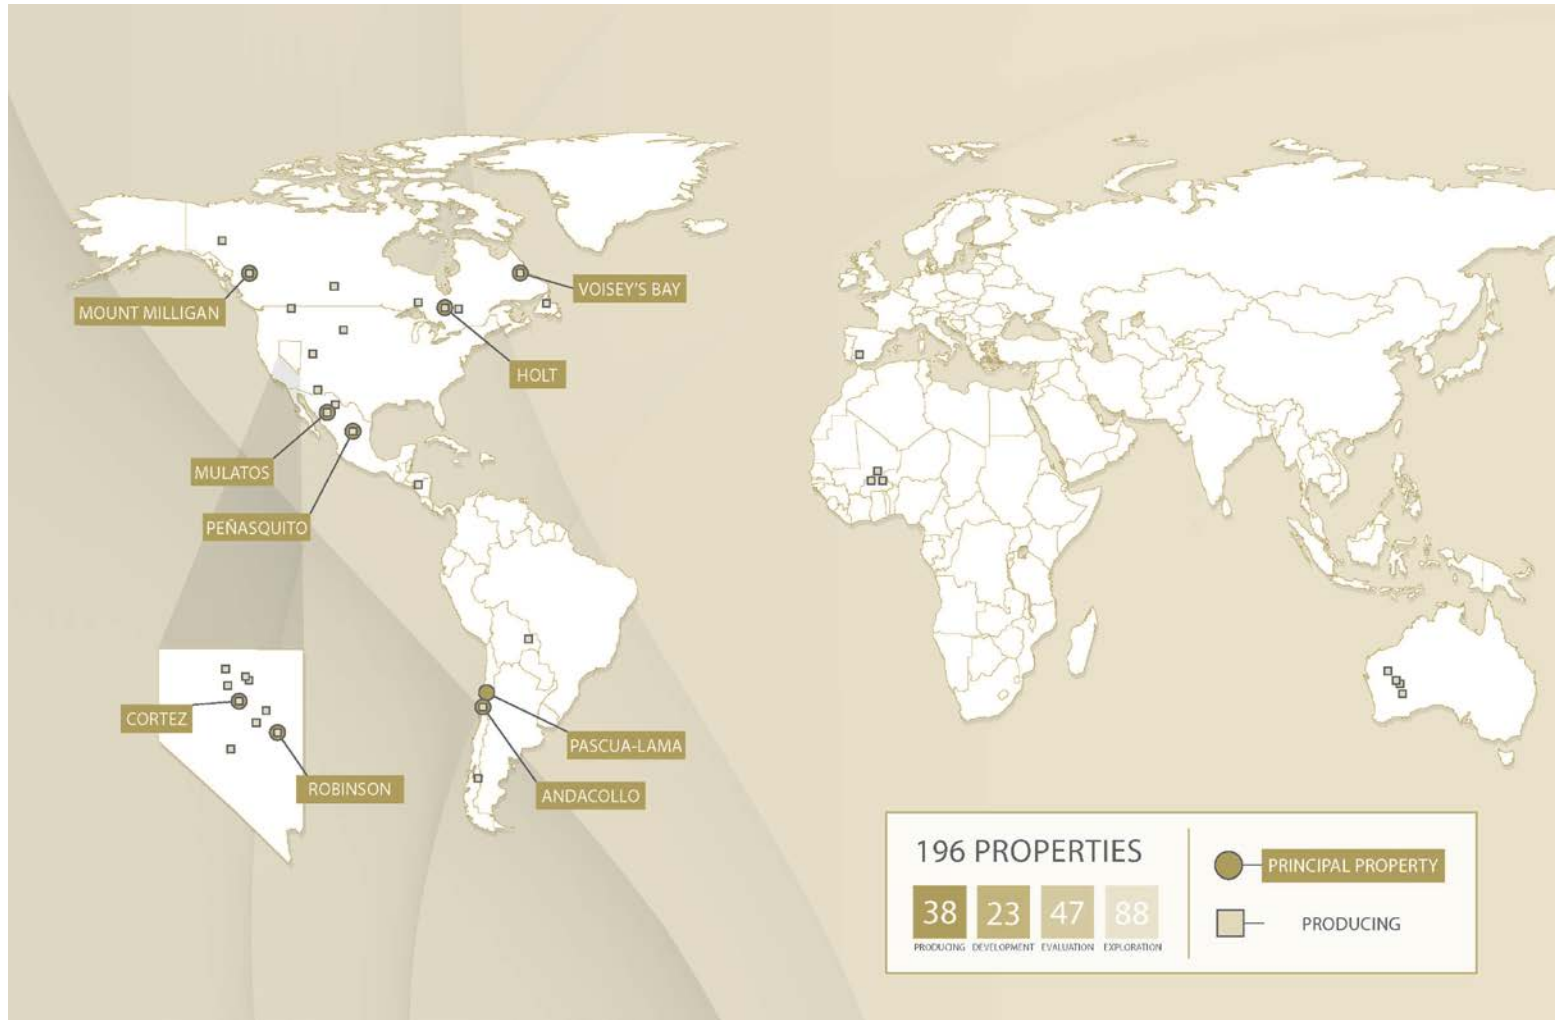 MOUNT MILLIGAN
VOISEY'S BAY
HOLT
MULATOS
PEÑASQUITO
CORTEZ
ROBINSON
PASCUA-LAMA
ANDACOLLO
196 PROPERTIES
38 23 47 88
PRODUCING DEVELOPMENT EVALUATION EXPLORATION
PRINCIPAL PROPERTY
PRODUCING